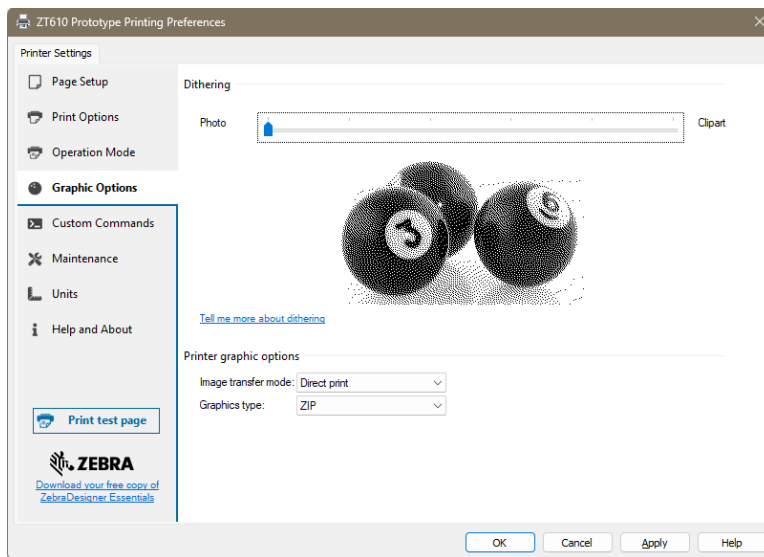 ZT610 Prototype Printing Preferences
Printer Settings
Page Setup
Print Options
Operation Mode
Graphic Options
Custom Commands
Maintenance
Units
Help and About
Print test page
ZEBRA
Download your free copy of
ZebraDesigner Essentials
Dithering
Photo
Clipart
3
6
Tell me more about dithering
Printer graphic options
Image transfer mode: Direct print
Graphics type: ZIP
OK Cancel Apply Help